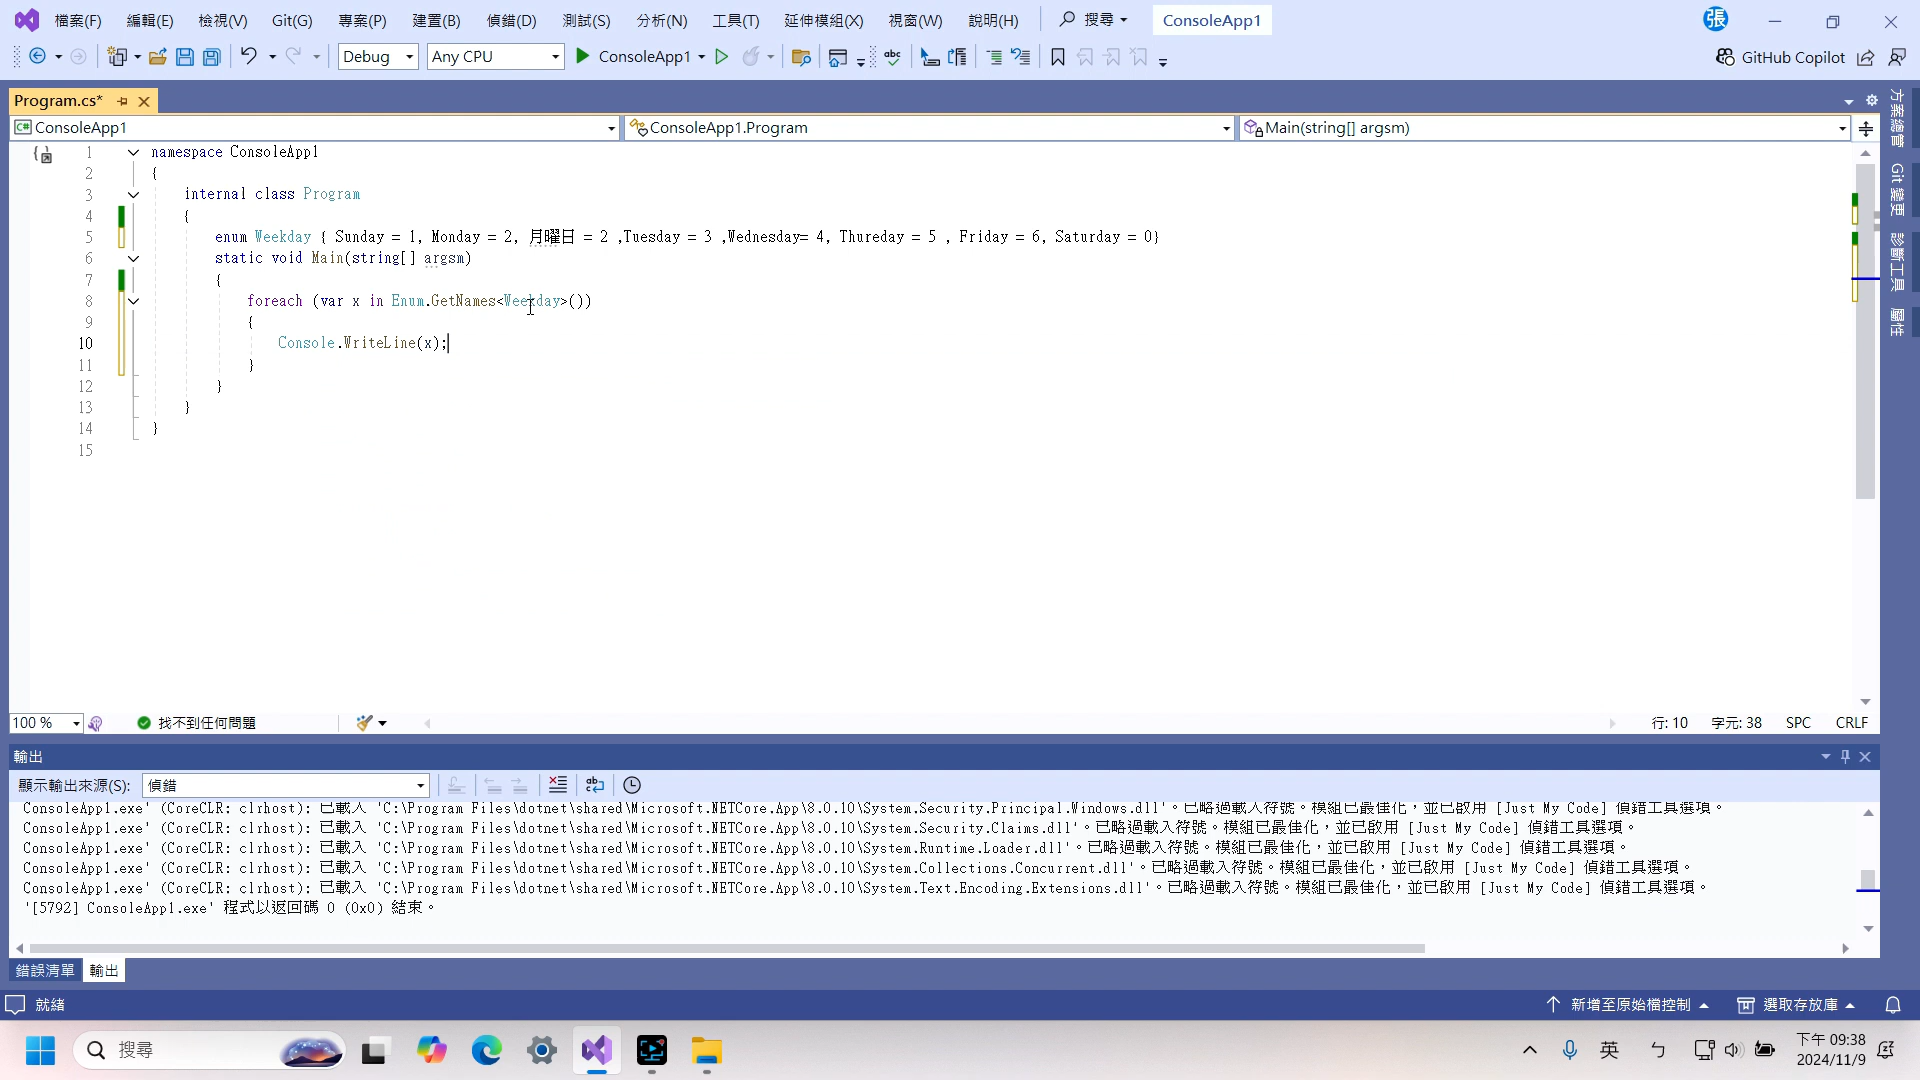 檔案(F) 編輯(E) 檢視(V) Git(G) 專案(P) 建置(B) 偵錯(D) 測試(S) 分析(N) 工具(T) 延伸模組(X) 視窗(W) 說明(H) 搜尋 ConsoleApp1 張
Debug Any CPU ConsoleApp1 abc GitHub Copilot
Program.cs*
C# ConsoleApp1 ConsoleApp1.Program Main(string[] argsm)
1 namespace ConsoleApp1
2 {
3 internal class Program
4 {
5 enum Weekday { Sunday = 1, Monday = 2, 月曜日 = 2 ,Tuesday = 3 ,Wednesday= 4, Thureday = 5 , Friday = 6, Saturday = 0}
6 static void Main(string[] argsm)
7 {
8 foreach (var x in Enum.GetNames<Weekday>())
9 {
10 Console.WriteLine(x);
11 }
12 }
13 }
14 }
15
方案總管
Git 變更
診斷工具
屬性
100 % 找不到任何問題 行: 10 字元: 38 SPC CRLF
輸出
顯示輸出來源(S): 偵錯
ConsoleApp1.exe' (CoreCLR: clrhost): 已載入 'C:\Program Files\dotnet\shared\Microsoft.NETCore.App\8.0.10\System.Security.Principal.Windows.dll'。已略過載入符號。模組已最佳化，並已啟用 [Just My Code] 偵錯工具選項。
ConsoleApp1.exe' (CoreCLR: clrhost): 已載入 'C:\Program Files\dotnet\shared\Microsoft.NETCore.App\8.0.10\System.Security.Claims.dll'。已略過載入符號。模組已最佳化，並已啟用 [Just My Code] 偵錯工具選項。
ConsoleApp1.exe' (CoreCLR: clrhost): 已載入 'C:\Program Files\dotnet\shared\Microsoft.NETCore.App\8.0.10\System.Runtime.Loader.dll'。已略過載入符號。模組已最佳化，並已啟用 [Just My Code] 偵錯工具選項。
ConsoleApp1.exe' (CoreCLR: clrhost): 已載入 'C:\Program Files\dotnet\shared\Microsoft.NETCore.App\8.0.10\System.Collections.Concurrent.dll'。已略過載入符號。模組已最佳化，並已啟用 [Just My Code] 偵錯工具選項。
ConsoleApp1.exe' (CoreCLR: clrhost): 已載入 'C:\Program Files\dotnet\shared\Microsoft.NETCore.App\8.0.10\System.Text.Encoding.Extensions.dll'。已略過載入符號。模組已最佳化，並已啟用 [Just My Code] 偵錯工具選項。
'[5792] ConsoleApp1.exe' 程式以返回碼 0 (0x0) 結束。
錯誤清單 輸出
就緒 新增至原始檔控制 選取存放庫
搜尋 英 ㄅ 下午 09:38
2024/11/9